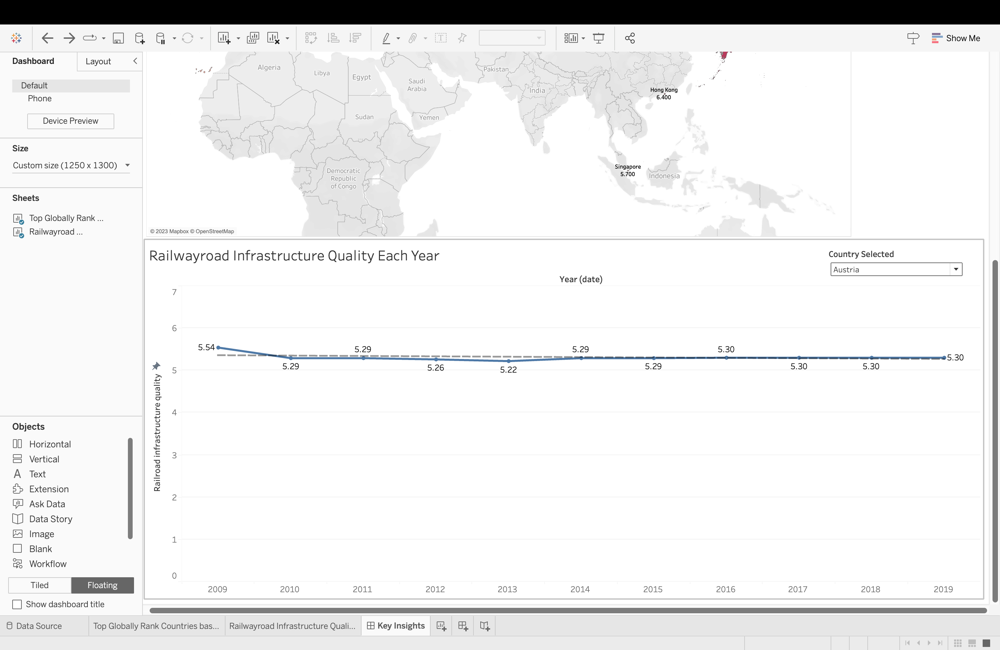 Show Me
Dashboard
Layout
Default
Phone
Device Preview
Size
Custom size (1250 x 1300)
Sheets
Top Globally Rank ...
Railwayroad ...
Objects
Horizontal
Vertical
Text
Extension
Ask Data
Data Story
Image
Blank
Workflow
Tiled
Floating
Show dashboard title
Algeria
Libya
Egypt
Saudi
Arabia
Pakistan
India
Sudan
Yemen
Democratic
Republic
of Congo
Hong Kong
6.400
Singapore
5.700
Indonesia
© 2023 Mapbox © OpenStreetMap
Railwayroad Infrastructure Quality Each Year
Country Selected
Austria
Year (date)
Railroad infrastructure quality
7
6
5
4
3
2
1
0
5.54
5.29
5.29
5.26
5.22
5.29
5.29
5.30
5.30
5.30
5.30
2009 2010 2011 2012 2013 2014 2015 2016 2017 2018 2019
Data Source
Top Globally Rank Countries bas...
Railwayroad Infrastructure Quali...
Key Insights